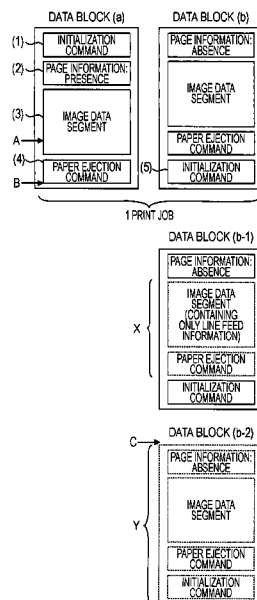 DATA BLOCK (a)
(1)
INITIALIZATION
COMMAND
(2)
PAGE INFORMATION:
PRESENCE
(3)
IMAGE DATA
SEGMENT
A
(4)
PAPER EJECTION
COMMAND
B
DATA BLOCK (b)
PAGE INFORMATION:
ABSENCE
IMAGE DATA
SEGMENT
PAPER EJECTION
COMMAND
(5)
INITIALIZATION
COMMAND
1 PRINT JOB
DATA BLOCK (b-1)
PAGE INFORMATION:
ABSENCE
X
IMAGE DATA
SEGMENT
(CONTAINING
ONLY LINE FEED
INFORMATION)
PAPER EJECTION
COMMAND
INITIALIZATION
COMMAND
DATA BLOCK (b-2)
C
PAGE INFORMATION:
ABSENCE
Y
IMAGE DATA
SEGMENT
PAPER EJECTION
COMMAND
INITIALIZATION
COMMAND